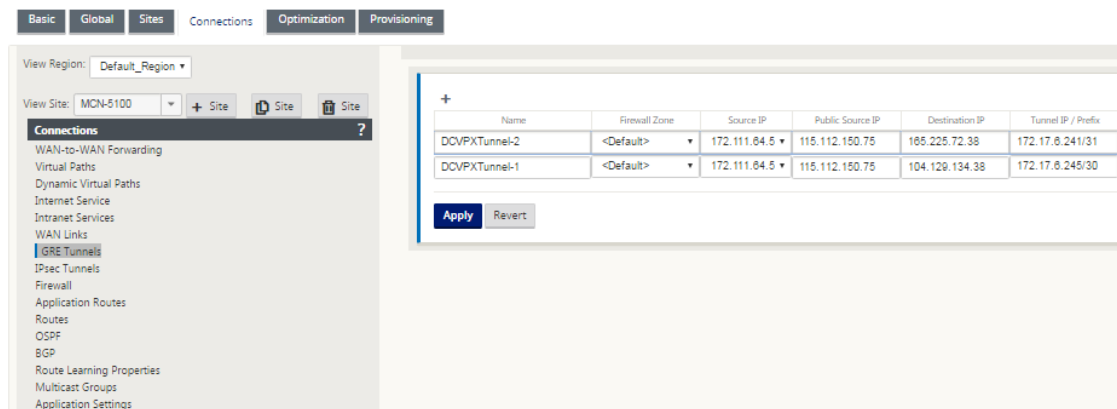 Basic Global Sites Connections Optimization Provisioning
View Region: Default_Region
View Site: MCN-5100 + Site Site Site
Connections ?
WAN-to-WAN Forwarding
Virtual Paths
Dynamic Virtual Paths
Internet Service
Intranet Services
WAN Links
GRE Tunnels
IPsec Tunnels
Firewall
Application Routes
Routes
OSPF
BGP
Route Learning Properties
Multicast Groups
Application Settings
+
Name Firewall Zone Source IP Public Source IP Destination IP Tunnel IP / Prefix
DCVPXTunnel-2 <Default> 172.111.64.5 115.112.150.75 165.225.72.38 172.17.6.241/31
DCVPXTunnel-1 <Default> 172.111.64.5 115.112.150.75 104.129.134.38 172.17.6.245/30
Apply Revert